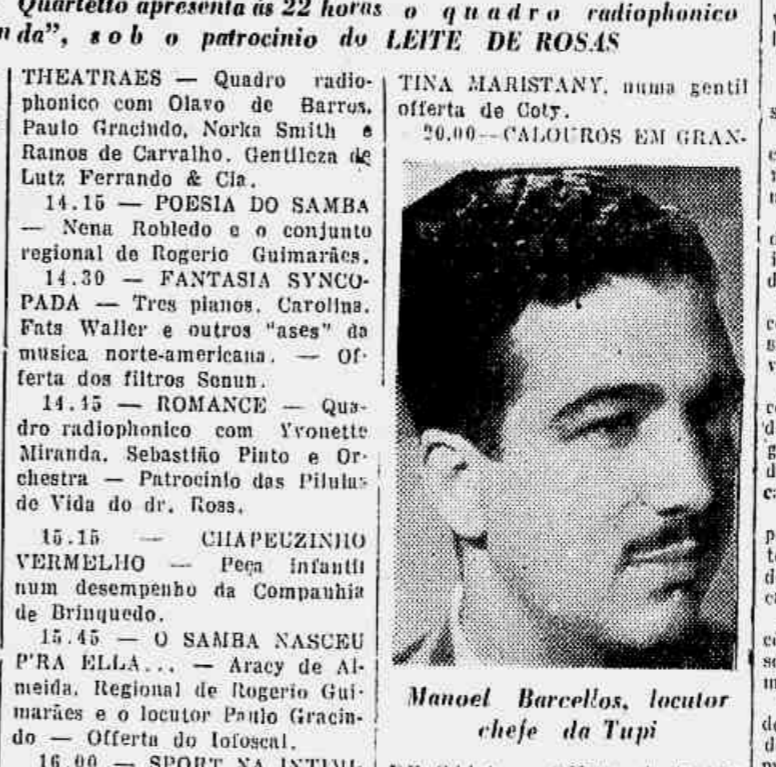 Quartetto apresenta ás 22 horas o quadro radiophonico
nda", sob o patrocinio do LEITE DE ROSAS
THEATRAES — Quadro radio-
phonico com Olavo de Barros,
Paulo Gracindo, Norka Smith e
Ramos de Carvalho. Gentileza de
Lutz Ferrando & Cia.
14.15 — POESIA DO SAMBA
— Nena Robledo e o conjunto
regional de Rogerio Guimarães.
14.30 — FANTASIA SYNCO-
PADA — Tres pianos. Carolina,
Fats Waller e outros "ases" da
musica norte-americana. — Of-
ferta dos filtros Senun.
14.45 — ROMANCE — Qua-
dro radiophonico com Yvonette
Miranda, Sebastião Pinto e Or-
chestra — Patrocinio das Pilulas
de Vida do dr. Ross.
15.15 — CHAPEUZINHO
VERMELHO — Peça infantil
num desempenho da Companhia
de Brinquedo.
15.45 — O SAMBA NASCEU
P'RA ELLA... — Aracy de Al-
meida, Regional de Rogerio Gui-
marães e o locutor Paulo Gracin-
do — Offerta do Iofoscal.
16.00 — SPORT NA INTIMI-
TINA MARISTANY, numa gentil
offerta de Coty.
20.00 — CALOUROS EM GRAN-
Manoel Barcellos, locutor
chefe da Tupi